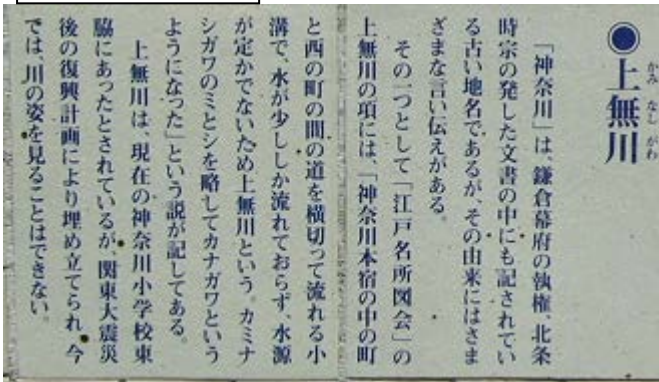 ●上無川
かみなしがわ
「神奈川」は、鎌倉幕府の執権、北条
時宗の発した文書の中にも記されてい
る古い地名であるが、その由来にはさま
ざまな言い伝えがある。
その一つとして「江戸名所図会」の
上無川の項には、「神奈川本宿の中の町
と西の町の間の道を横切って流れる小
溝で、水が少ししか流れておらず、水源
が定かでないため上無川という。カミナ
シガワのミとシを略してカナガワという
ようになった」という説が記してある。
上無川は、現在の神奈川小学校東
脇にあったとされているが、関東大震災
後の復興計画により埋め立てられ、今
では、川の姿を見ることはできない。